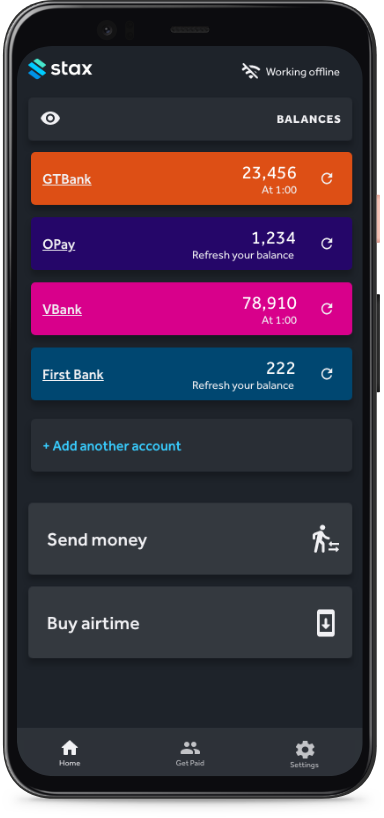 stax
Working offline
BALANCES
GTBank
23,456
At 1:00
OPay
1,234
Refresh your balance
VBank
78,910
At 1:00
First Bank
222
Refresh your balance
+ Add another account
Send money
Buy airtime
Home
Get Paid
Settings